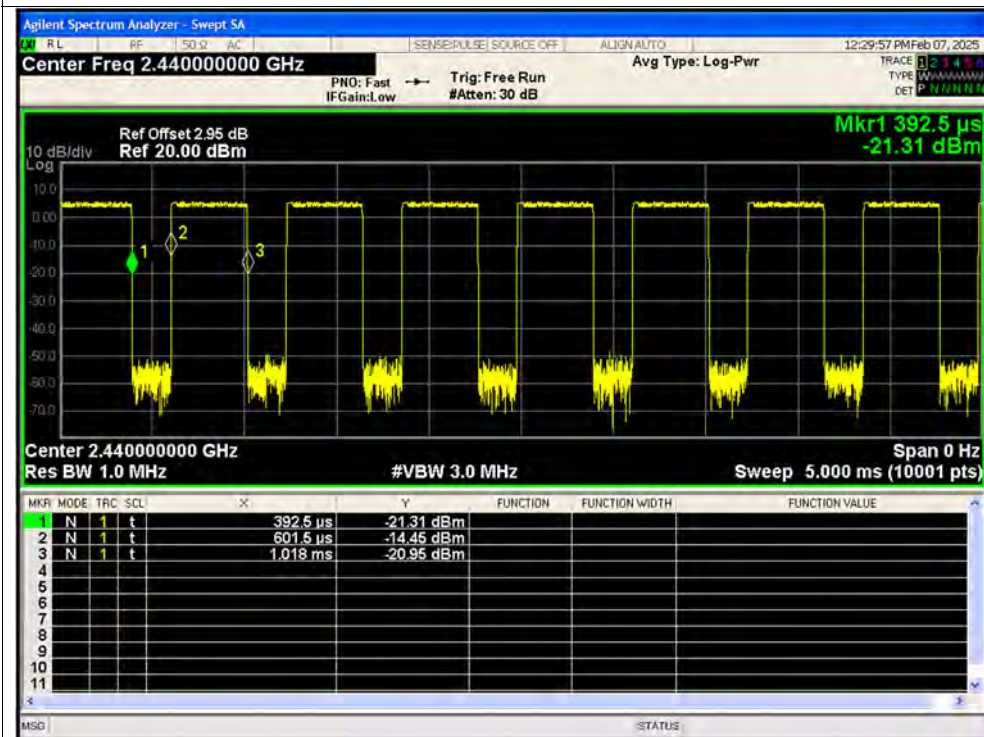 Agilent Spectrum Analyzer - Swept SA
LXI RL RF 50 Ω AC SENSE:PULSE SOURCE OFF ALIGN AUTO 12:29:57 PM Feb 07, 2025
Center Freq 2.440000000 GHz
PNO: Fast
IFGain:Low
Trig: Free Run
#Atten: 30 dB
Avg Type: Log-Pwr
TRACE 1 2 3 4 5 6
TYPE W
DET P N N N N N
Mkr1 392.5 µs
-21.31 dBm
Ref Offset 2.95 dB
10 dB/div Ref 20.00 dBm
Log
10.0
0.00
-10.0
-20.0
-30.0
-40.0
-50.0
-60.0
-70.0
1
2
3
Center 2.440000000 GHz Span 0 Hz
Res BW 1.0 MHz #VBW 3.0 MHz Sweep 5.000 ms (10001 pts)
MKR MODE TRC SCL X Y FUNCTION FUNCTION WIDTH FUNCTION VALUE
1 N 1 t 392.5 µs -21.31 dBm
2 N 1 t 601.5 µs -14.45 dBm
3 N 1 t 1.018 ms -20.95 dBm
4
5
6
7
8
9
10
11
MSG STATUS